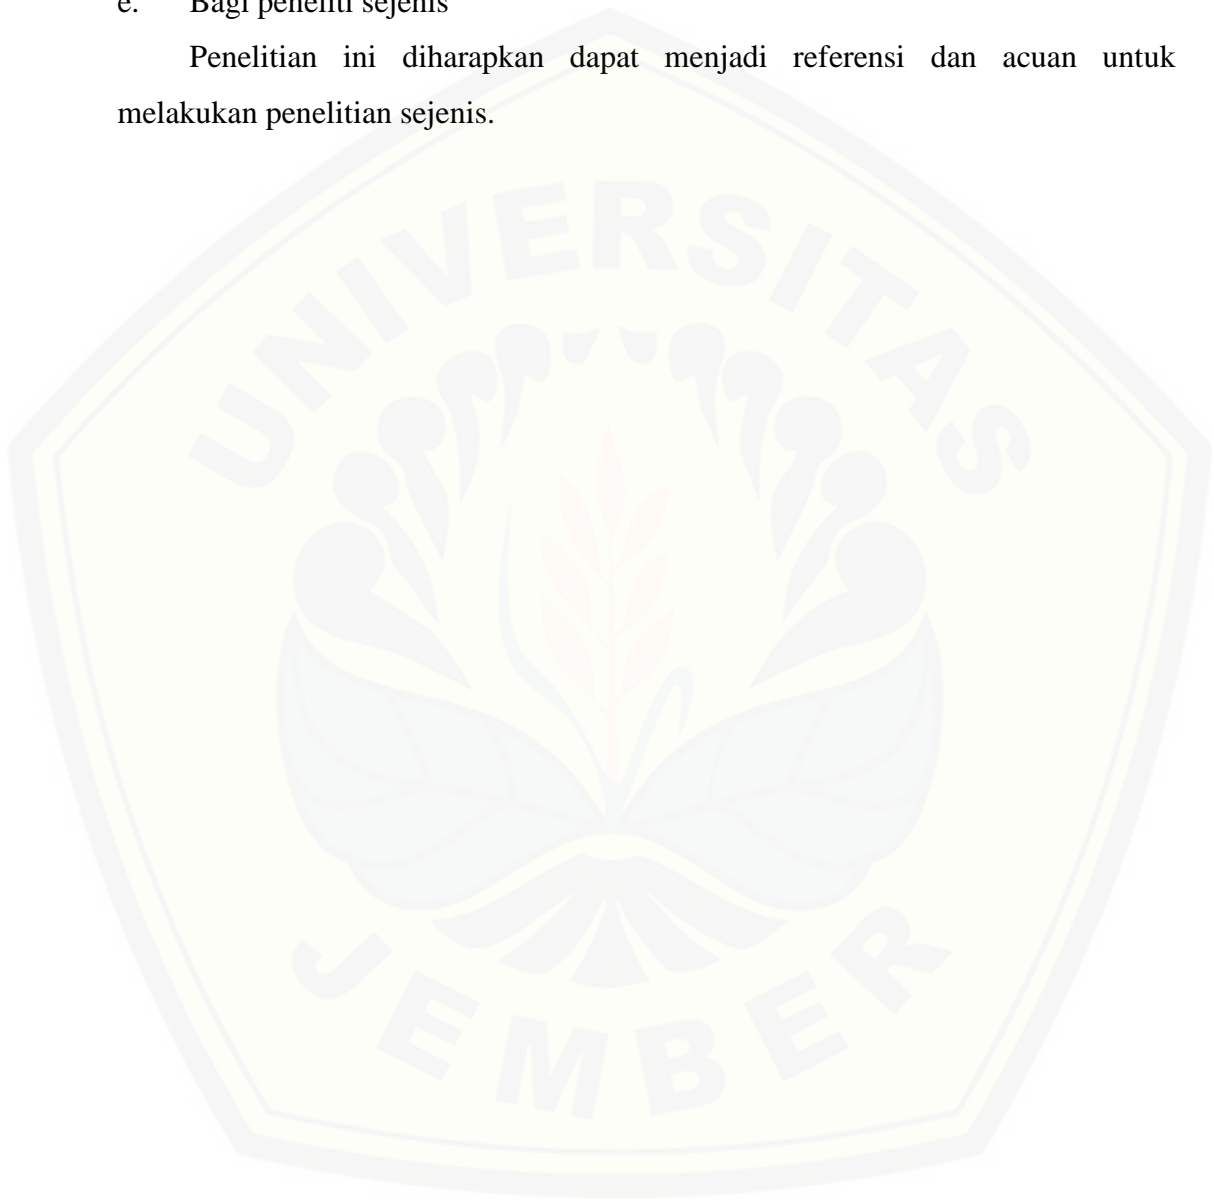 e. Bagi peneliti sejenis
Penelitian ini diharapkan dapat menjadi referensi dan acuan untuk
melakukan penelitian sejenis.
UNIVERSITAS
JEMBER